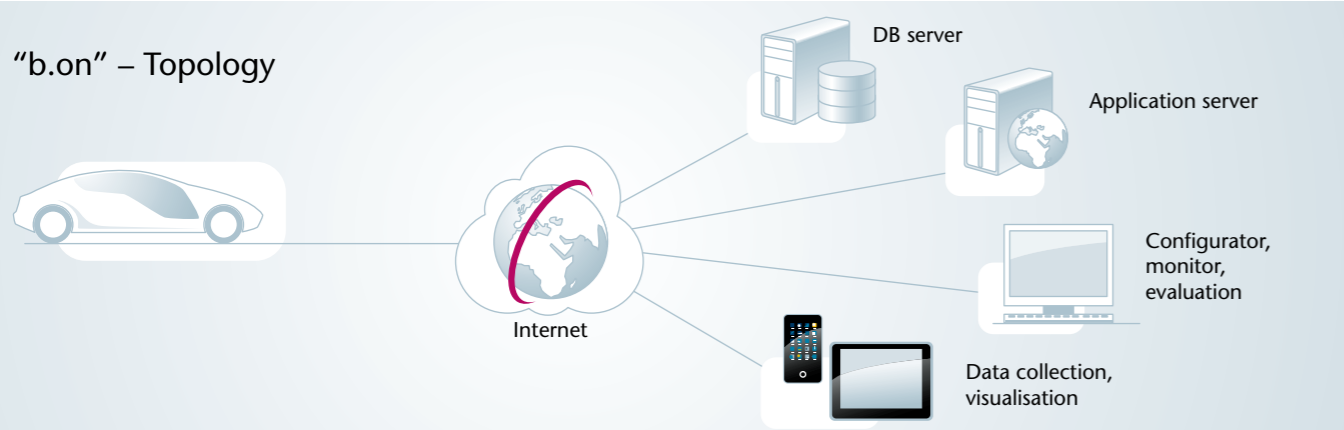 “b.on” – Topology
DB server
Application server
Configurator,
monitor,
evaluation
Internet
Data collection,
visualisation